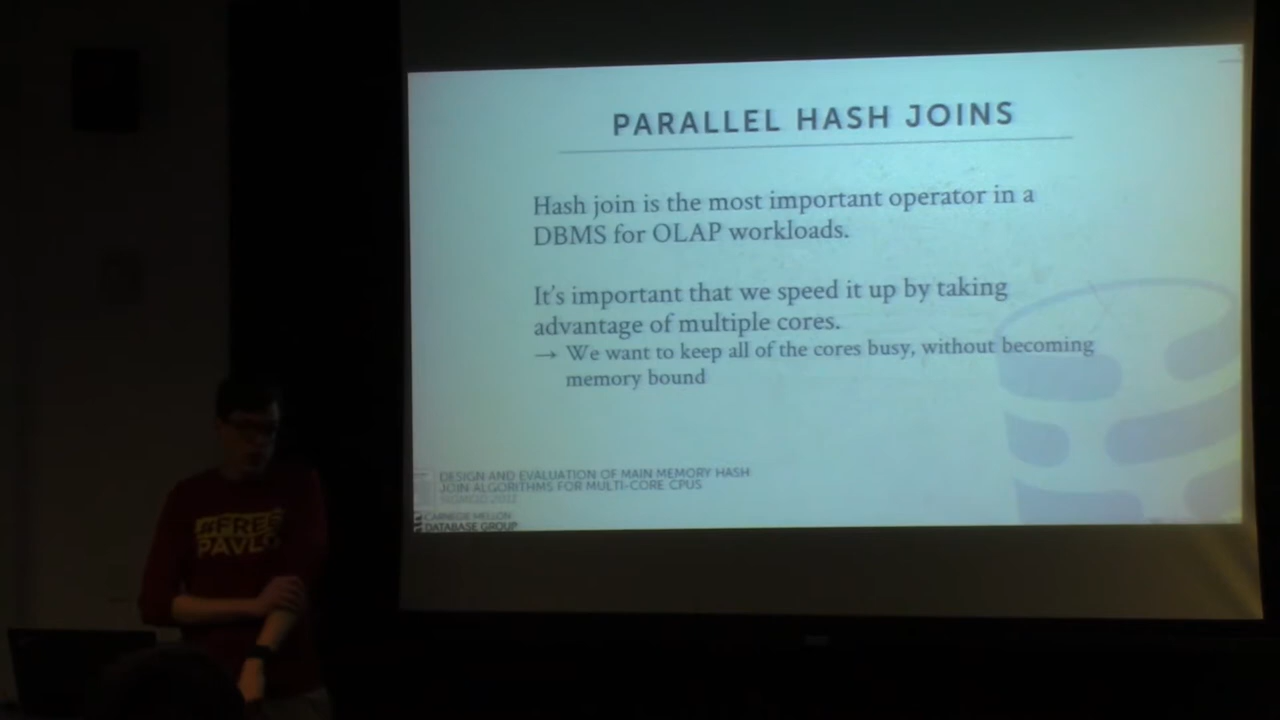 PARALLEL HASH JOINS
Hash join is the most important operator in a
DBMS for OLAP workloads.
It's important that we speed it up by taking
advantage of multiple cores.
→ We want to keep all of the cores busy, without becoming
memory bound
DESIGN AND EVALUATION OF MAIN MEMORY HASH
JOIN ALGORITHMS FOR MULTI-CORE CPUS
CARNEGIE MELLON
DATABASE GROUP
#FREE
PAVLO